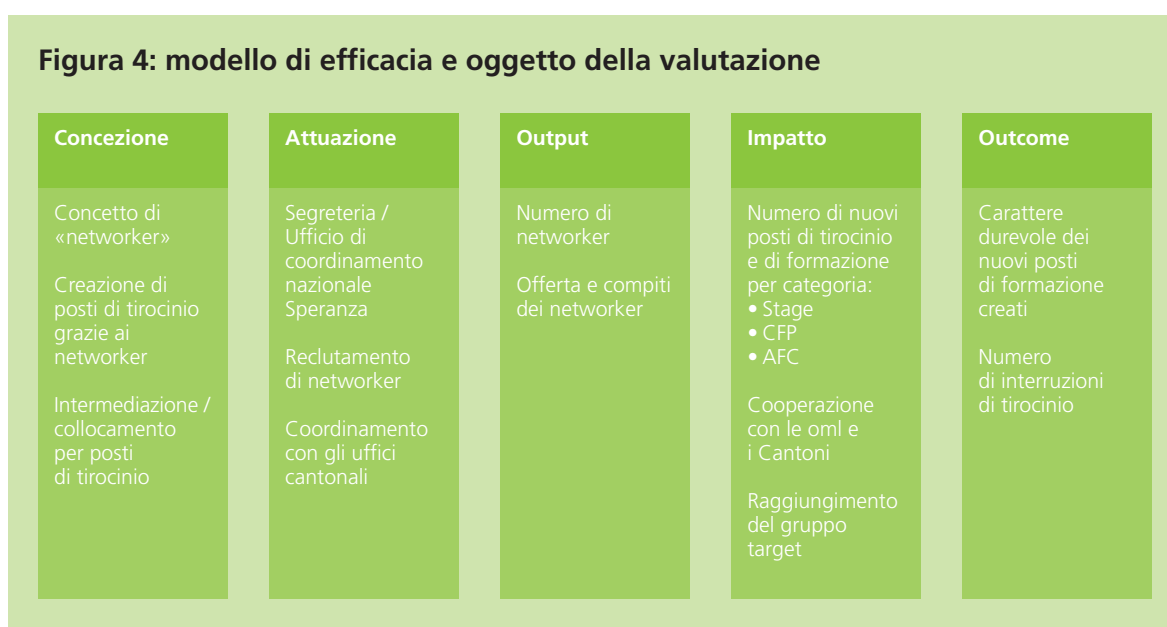 Figura 4: modello di efficacia e oggetto della valutazione
Concezione
Concetto di
«networker»
Creazione di
posti di tirocinio
grazie ai
networker
Intermediazione /
collocamento
per posti
di tirocinio
Attuazione
Segreteria /
Ufficio di
coordinamento
nazionale
Speranza
Reclutamento
di networker
Coordinamento
con gli uffici
cantonali
Output
Numero di
networker
Offerta e compiti
dei networker
Impatto
Numero di nuovi
posti di tirocinio
e di formazione
per categoria:
• Stage
• CFP
• AFC
Cooperazione
con le oml e
i Cantoni
Raggiungimento
del gruppo
target
Outcome
Carattere
durevole dei
nuovi posti
di formazione
creati
Numero
di interruzioni
di tirocinio